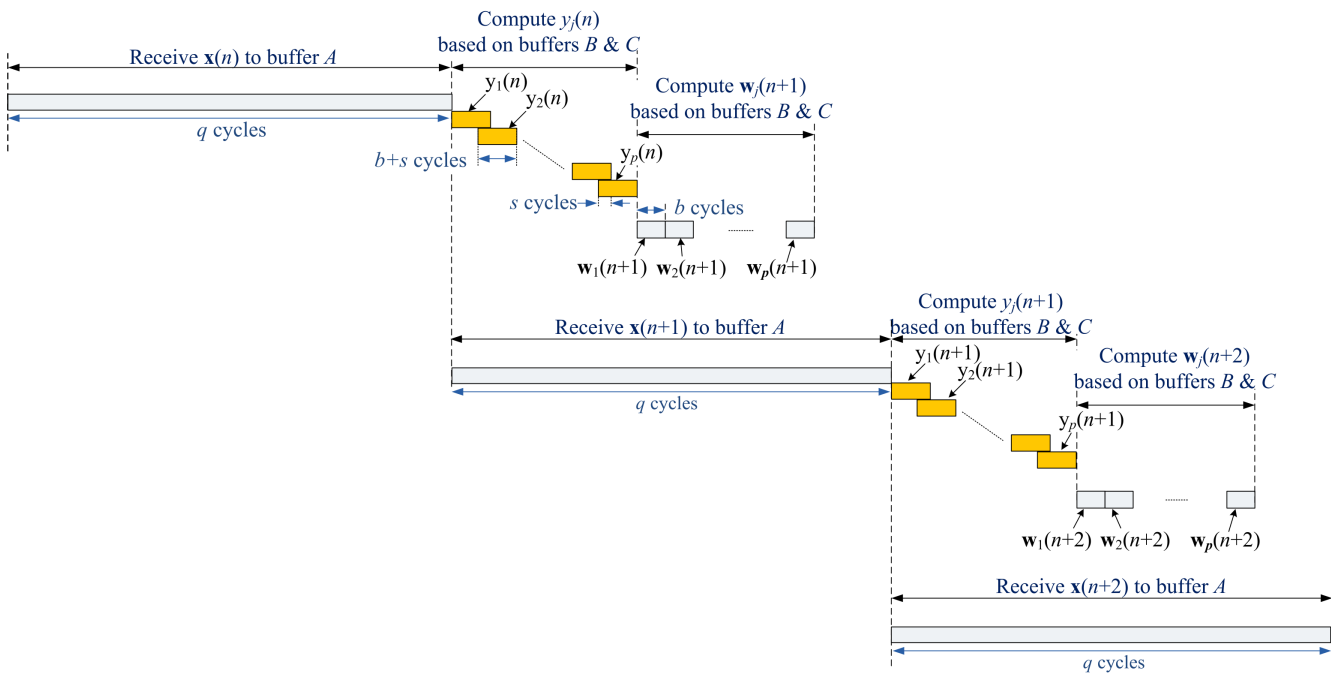 Compute yj(n)
based on buffers B & C
Receive x(n) to buffer A
y1(n)
y2(n)
Compute wj(n+1)
based on buffers B & C
q cycles
b+s cycles
yp(n)
s cycles
b cycles
w1(n+1) w2(n+1) wp(n+1)
Compute yj(n+1)
based on buffers B & C
Receive x(n+1) to buffer A
y1(n+1)
y2(n+1)
Compute wj(n+2)
based on buffers B & C
q cycles
yp(n+1)
w1(n+2) w2(n+2) wp(n+2)
Receive x(n+2) to buffer A
q cycles